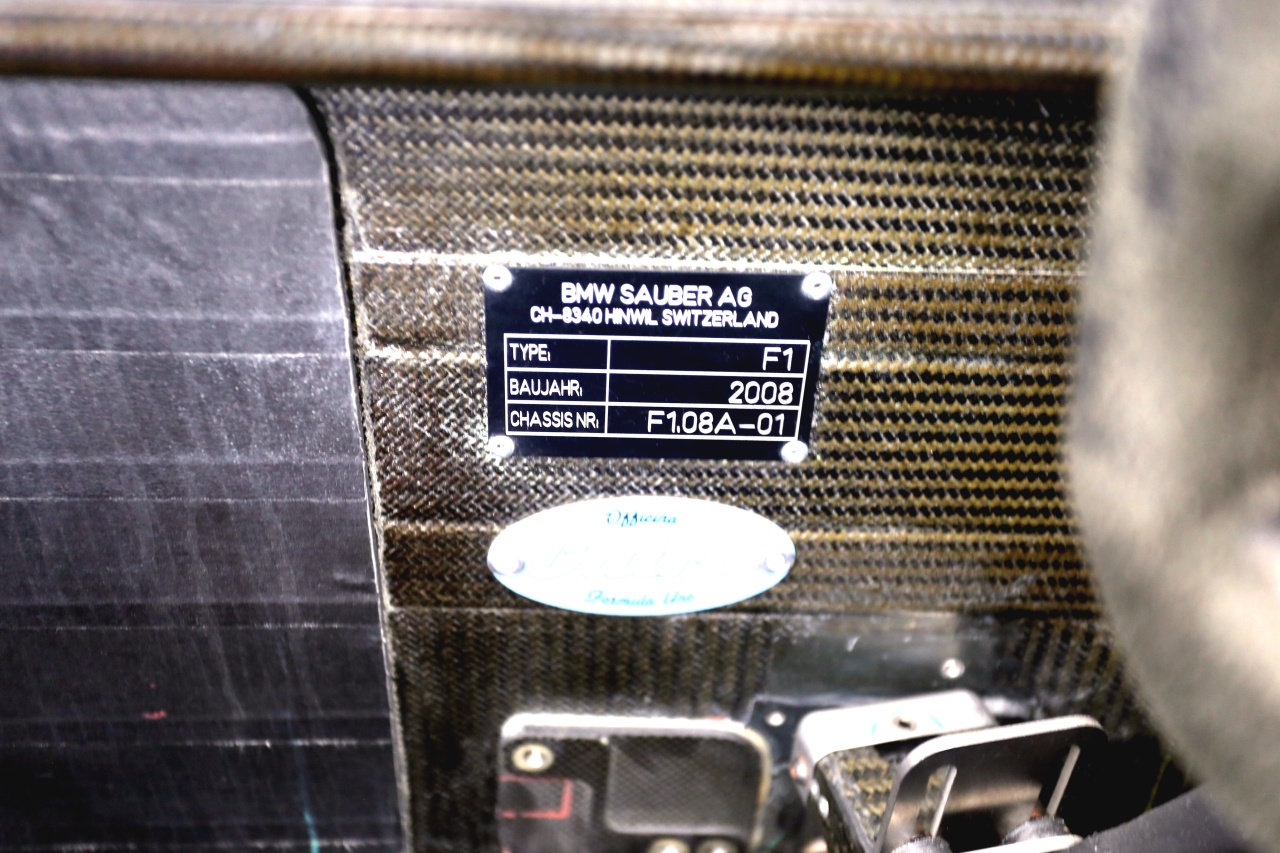 BMW SAUBER AG
CH-8340 HINWIL SWITZERLAND
TYPE: F1
BAUJAHR: 2008
CHASSIS NR: F1.08A-01
Officina
Formula Uno